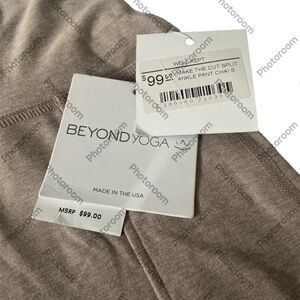 WELL KEPT
$99.00
MAKE THE CUT SPLIT
ANKLE PANT CHAI S
BEYOND YOGA
MADE IN THE USA
MSRP $99.00
Photoroom